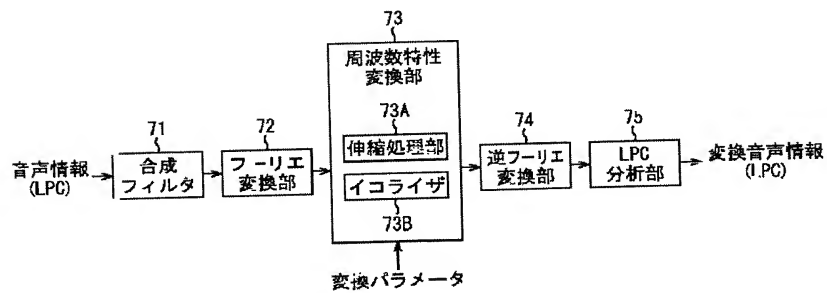 73
周波数特性
変換部
73A
伸縮処理部
イコライザ
73B
71
合成
フィルタ
72
フーリエ
変換部
74
逆フーリエ
変換部
75
LPC
分析部
音声情報
(LPC)
変換音声情報
(LPC)
変換パラメータ